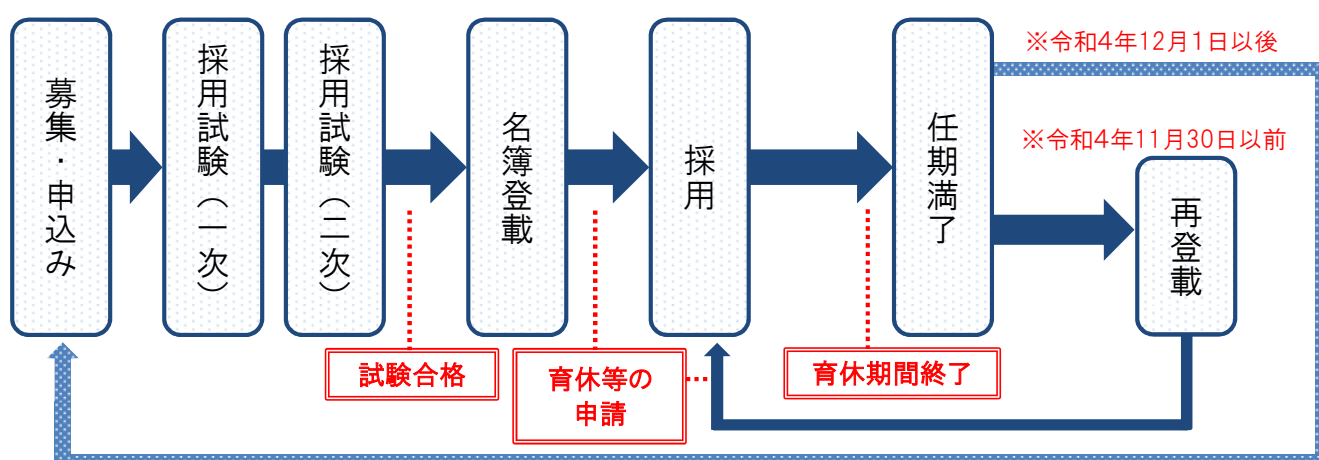 募集・申込み
採用試験（一次）
採用試験（二次）
名簿登載
採用
任期満了
※令和4年12月1日以後
※令和4年11月30日以前
再登載
試験合格
育休等の
申請
育休期間終了